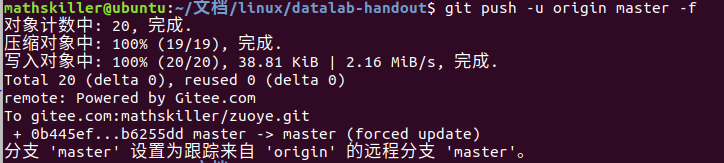 mathskiller@ubuntu:~/文档/linux/datalab-handout$ git push -u origin master -f
对象计数中: 20, 完成.
压缩对象中: 100% (19/19), 完成.
写入对象中: 100% (20/20), 38.81 KiB | 2.16 MiB/s, 完成.
Total 20 (delta 0), reused 0 (delta 0)
remote: Powered by Gitee.com
To gitee.com:mathskiller/zuoye.git
 + 0b445ef...b6255dd master -> master (forced update)
分支 'master' 设置为跟踪来自 'origin' 的远程分支 'master'。